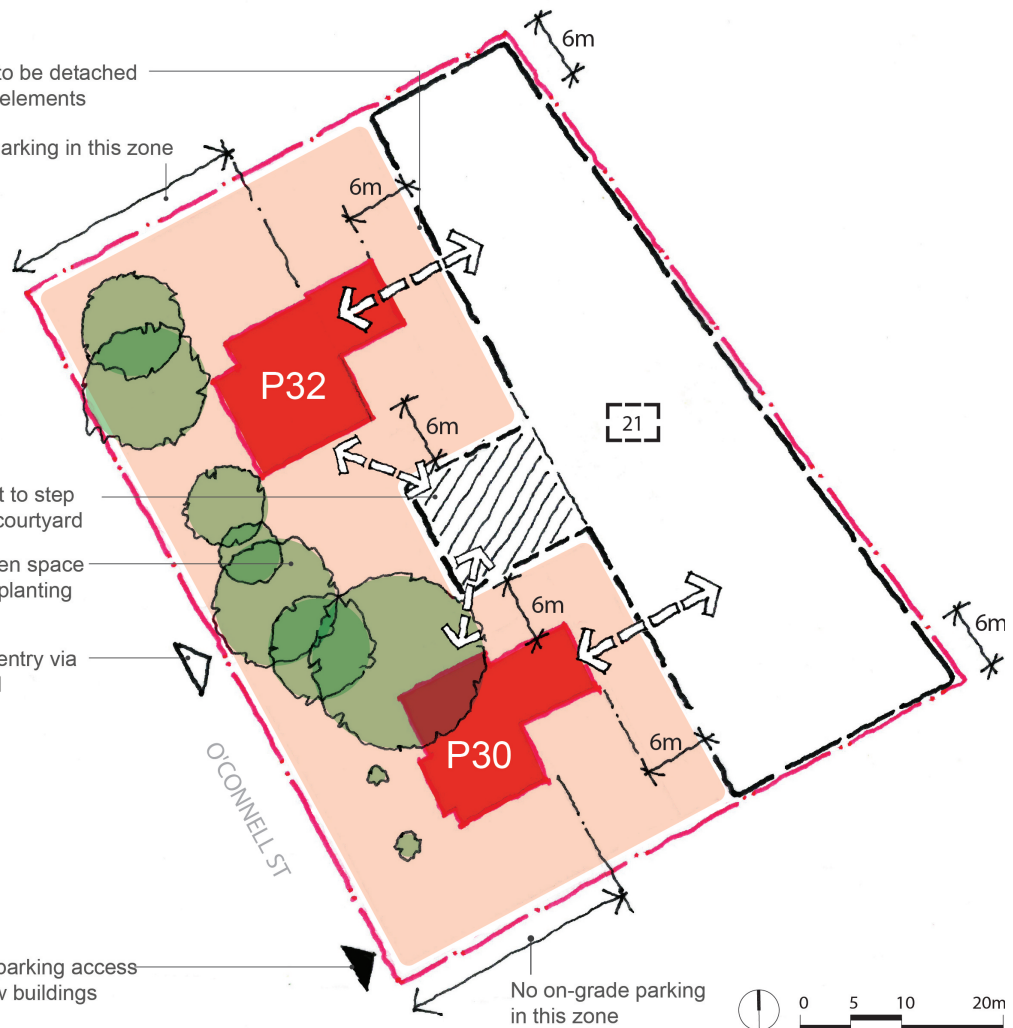 6m
to be detached
elements
arking in this zone
6m
P32
21
6m
t to step
courtyard
en space
planting
6m
6m
entry via
O'CONNELL ST
P30
6m
parking access
w buildings
No on-grade parking
in this zone
0m 5 10 20m